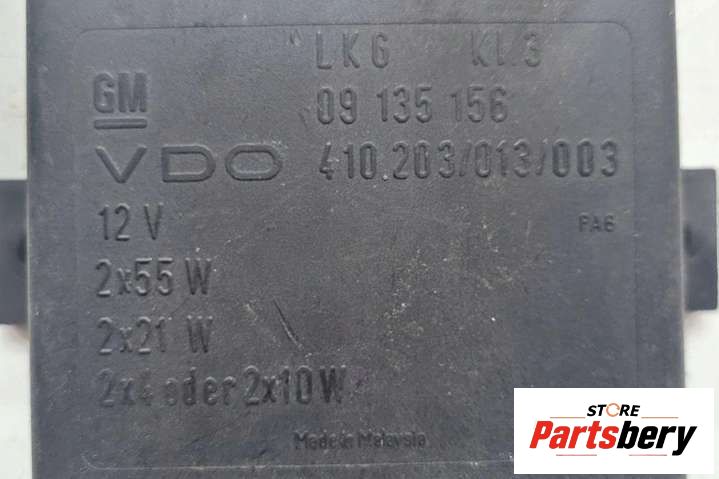 LKG Kl.3
GM 09 135 156
VDO 410.203/013/003
12 V PA6
2x55 W
2x21 W
2x4 oder 2x10W
Made in Malaysia
STORE
Partsbery